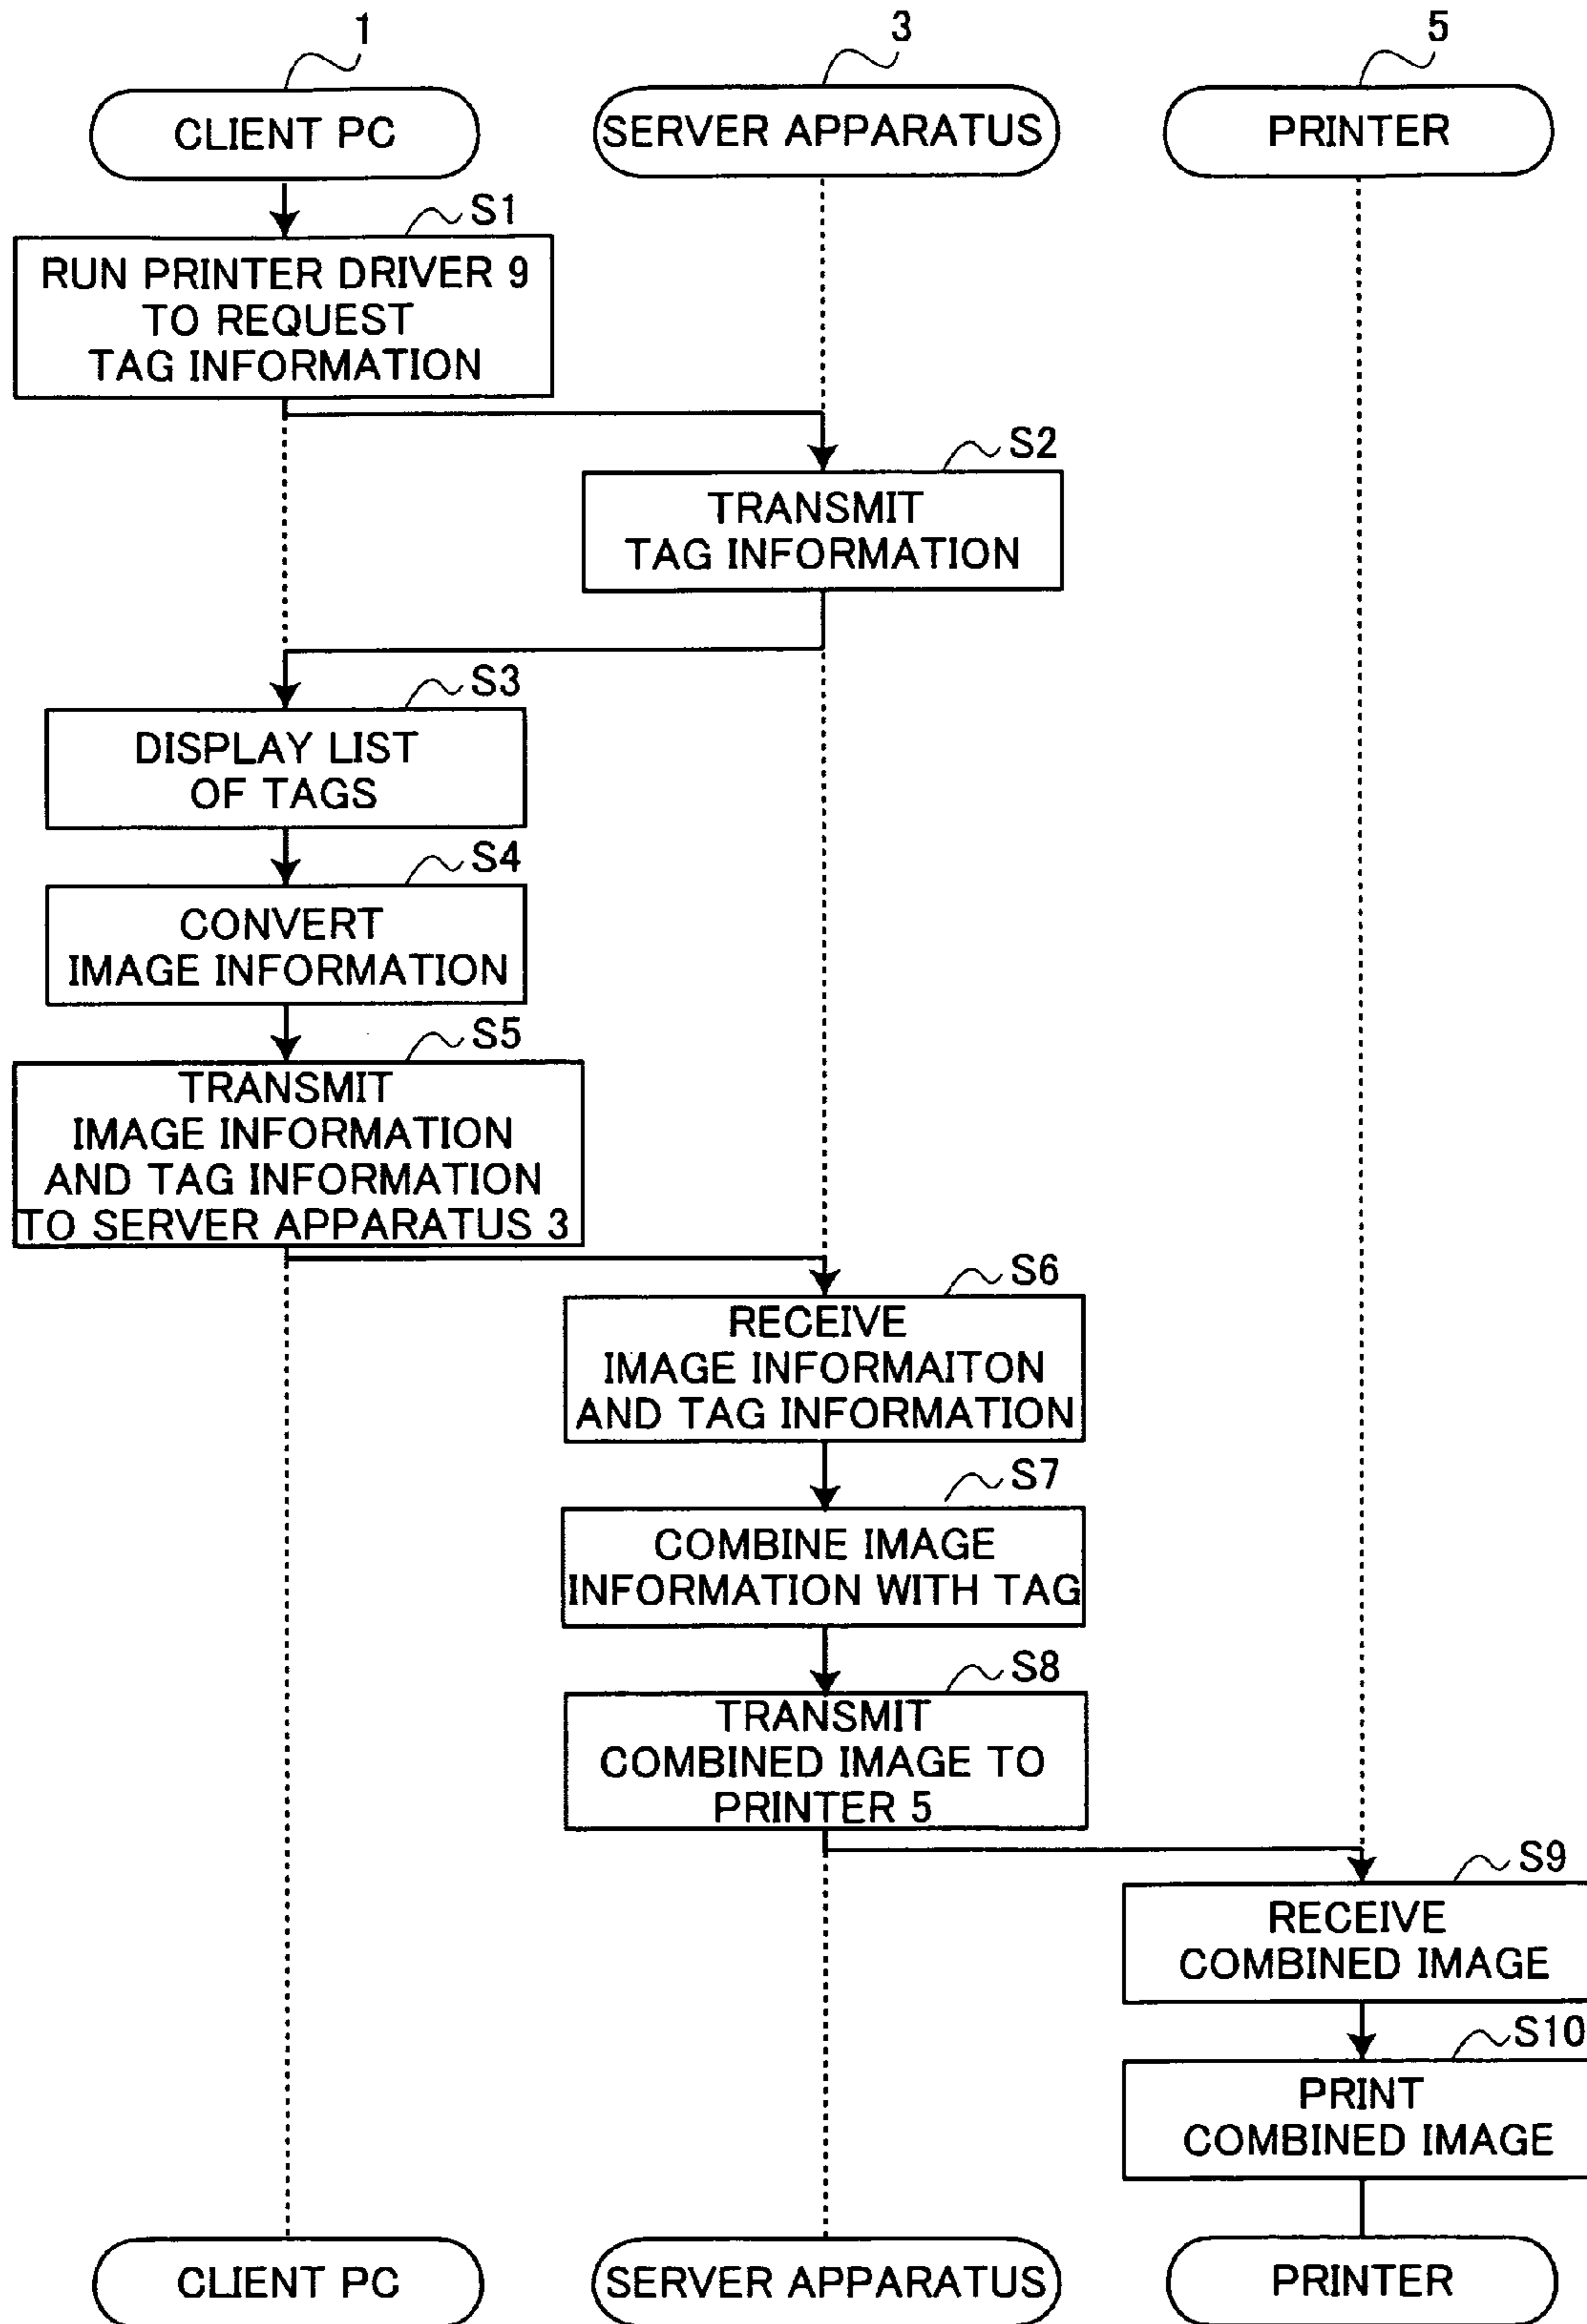 1
3
5
CLIENT PC
SERVER APPARATUS
PRINTER
S1
RUN PRINTER DRIVER 9
TO REQUEST
TAG INFORMATION
S2
TRANSMIT
TAG INFORMATION
S3
DISPLAY LIST
OF TAGS
S4
CONVERT
IMAGE INFORMATION
S5
TRANSMIT
IMAGE INFORMATION
AND TAG INFORMATION
TO SERVER APPARATUS 3
S6
RECEIVE
IMAGE INFORMAITON
AND TAG INFORMATION
S7
COMBINE IMAGE
INFORMATION WITH TAG
S8
TRANSMIT
COMBINED IMAGE TO
PRINTER 5
S9
RECEIVE
COMBINED IMAGE
S10
PRINT
COMBINED IMAGE
CLIENT PC
SERVER APPARATUS
PRINTER